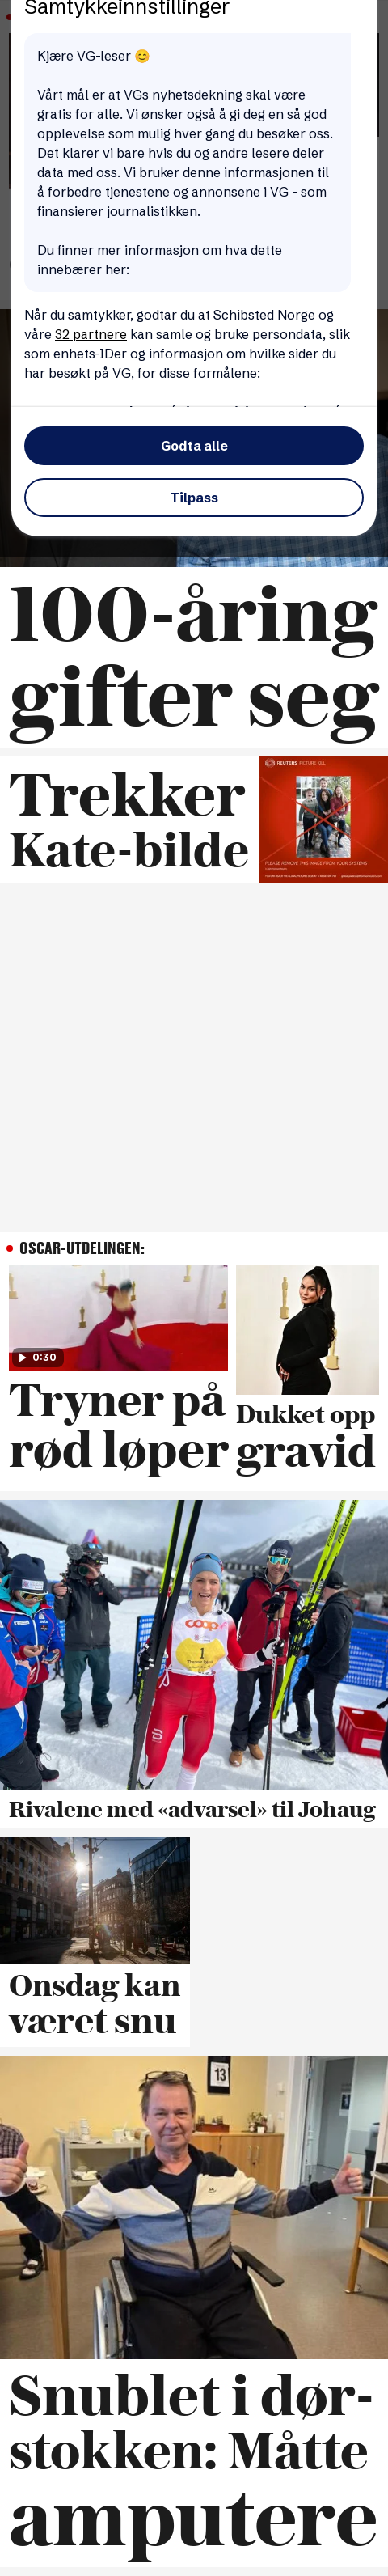 Samtykkeinnstillinger
Kjære VG-leser 😊
Vårt mål er at VGs nyhetsdekning skal være
gratis for alle. Vi ønsker også å gi deg en så god
opplevelse som mulig hver gang du besøker oss.
Det klarer vi bare hvis du og andre lesere deler
data med oss. Vi bruker denne informasjonen til
å forbedre tjenestene og annonsene i VG - som
finansierer journalistikken.
Du finner mer informasjon om hva dette
innebærer her:
Når du samtykker, godtar du at Schibsted Norge og
våre 32 partnere kan samle og bruke persondata, slik
som enhets-IDer og informasjon om hvilke sider du
har besøkt på VG, for disse formålene:
Godta alle
Tilpass
100-åring
gifter seg
REUTERS PICTURE KILL
PLEASE REMOVE THIS IMAGE FROM YOUR SYSTEMS
Trekker
Kate-bilde
OSCAR-UTDELINGEN:
0:30
Tryner på
rød løper
Dukket opp
gravid
FISCHER
coop
1
Rivalene med «advarsel» til Johaug
Onsdag kan
været snu
13
Snublet i dør-
stokken: Måtte
amputere